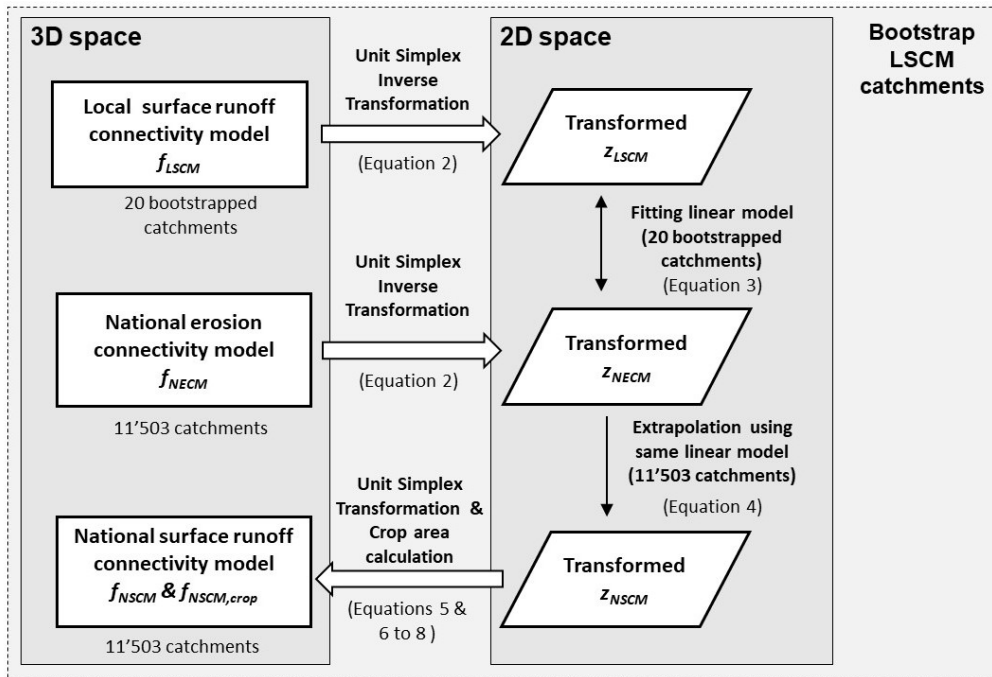 3D space
2D space
Bootstrap
LSCM
catchments
Unit Simplex
Inverse
Transformation
(Equation 2)
Local surface runoff
connectivity model
fLSCM
20 bootstrapped
catchments
Transformed
zLSCM
Fitting linear model
(20 bootstrapped
catchments)
(Equation 3)
Unit Simplex
Inverse
Transformation
(Equation 2)
National erosion
connectivity model
fNECM
11'503 catchments
Transformed
zNECM
Extrapolation using
same linear model
(11'503 catchments)
(Equation 4)
Unit Simplex
Transformation &
Crop area
calculation
(Equations 5 &
6 to 8 )
National surface runoff
connectivity model
fNSCM & fNSCM,crop
11'503 catchments
Transformed
zNSCM